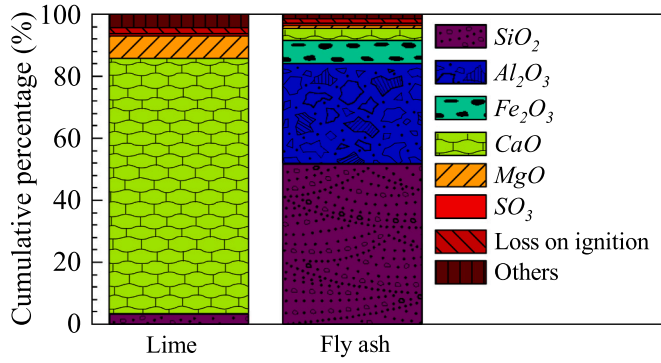 Cumulative percentage (%)
100
80
60
40
20
0
Lime
Fly ash
SiO₂
Al₂O₃
Fe₂O₃
CaO
MgO
SO₃
Loss on ignition
Others